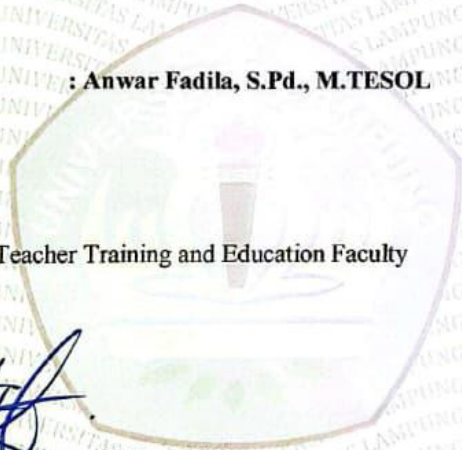 : Anwar Fadila, S.Pd., M.TESOL
Teacher Training and Education Faculty